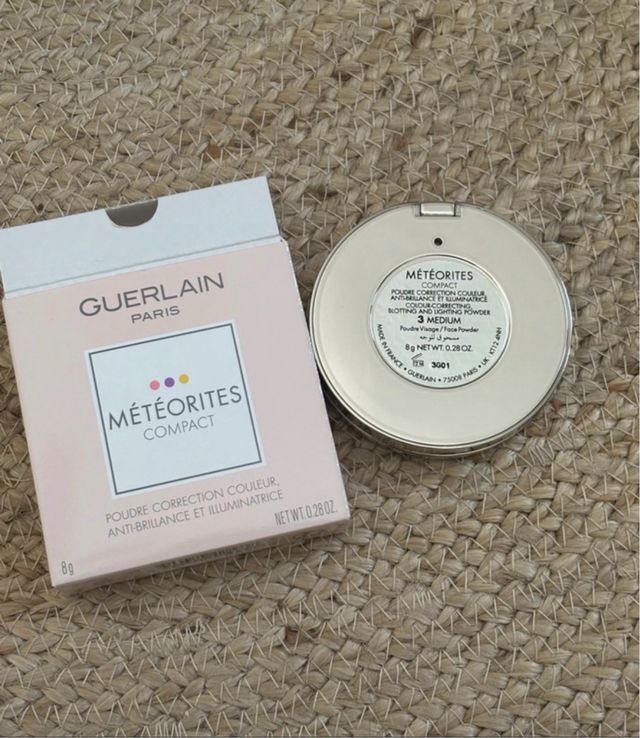 GUERLAIN
PARIS
MÉTÉORITES
COMPACT
POUDRE CORRECTION COULEUR,
ANTI-BRILLANCE ET ILLUMINATRICE
NET WT. 0.28 OZ.
8g
MÉTÉORITES
COMPACT
POUDRE CORRECTION COULEUR,
ANTI-BRILLANCE ET ILLUMINATRICE
COLOUR-CORRECTING,
BLOTTING AND LIGHTING POWDER
3 MEDIUM
Poudre Visage / Face Powder
مسحوق للوجه
8g NET WT. 0.28 OZ.
3G01
MADE IN FRANCE • GUERLAIN • 75008 PARIS • UK KT12 4NH